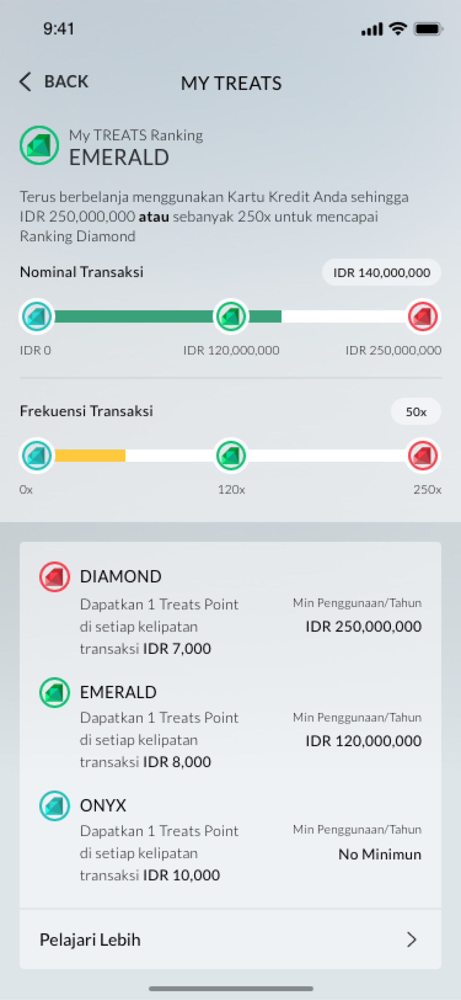 9:41
BACK
MY TREATS
My TREATS Ranking
EMERALD
Terus berbelanja menggunakan Kartu Kredit Anda sehingga
IDR 250,000,000 atau sebanyak 250x untuk mencapai
Ranking Diamond
Nominal Transaksi
IDR 140,000,000
IDR 0
IDR 120,000,000
IDR 250,000,000
Frekuensi Transaksi
50x
0x
120x
250x
DIAMOND
Dapatkan 1 Treats Point
di setiap kelipatan
transaksi IDR 7,000
Min Penggunaan/Tahun
IDR 250,000,000
EMERALD
Dapatkan 1 Treats Point
di setiap kelipatan
transaksi IDR 8,000
Min Penggunaan/Tahun
IDR 120,000,000
ONYX
Dapatkan 1 Treats Point
di setiap kelipatan
transaksi IDR 10,000
Min Penggunaan/Tahun
No Minimun
Pelajari Lebih